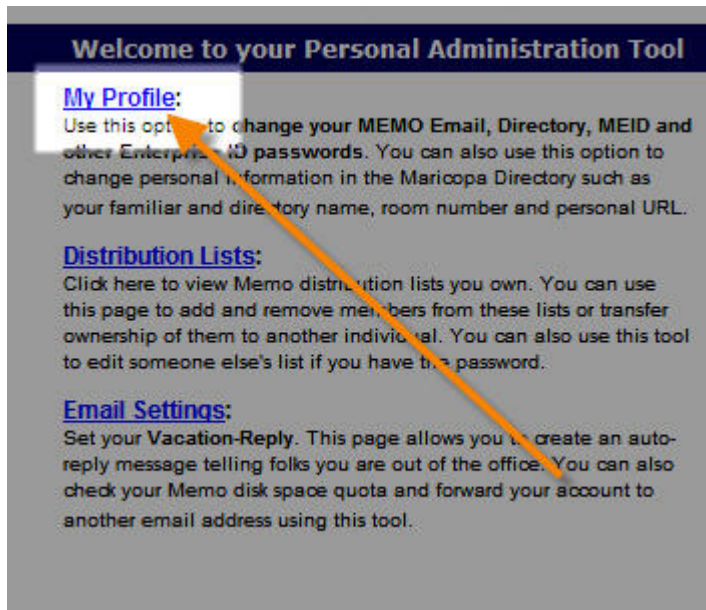 Welcome to your Personal Administration Tool
My Profile:
Use this option to change your MEMO Email, Directory, MEID and
other Enterprise ID passwords. You can also use this option to
change personal information in the Maricopa Directory such as
your familiar and directory name, room number and personal URL.
Distribution Lists:
Click here to view Memo distribution lists you own. You can use
this page to add and remove members from these lists or transfer
ownership of them to another individual. You can also use this tool
to edit someone else's list if you have the password.
Email Settings:
Set your Vacation-Reply. This page allows you to create an auto-
reply message telling folks you are out of the office. You can also
check your Memo disk space quota and forward your account to
another email address using this tool.